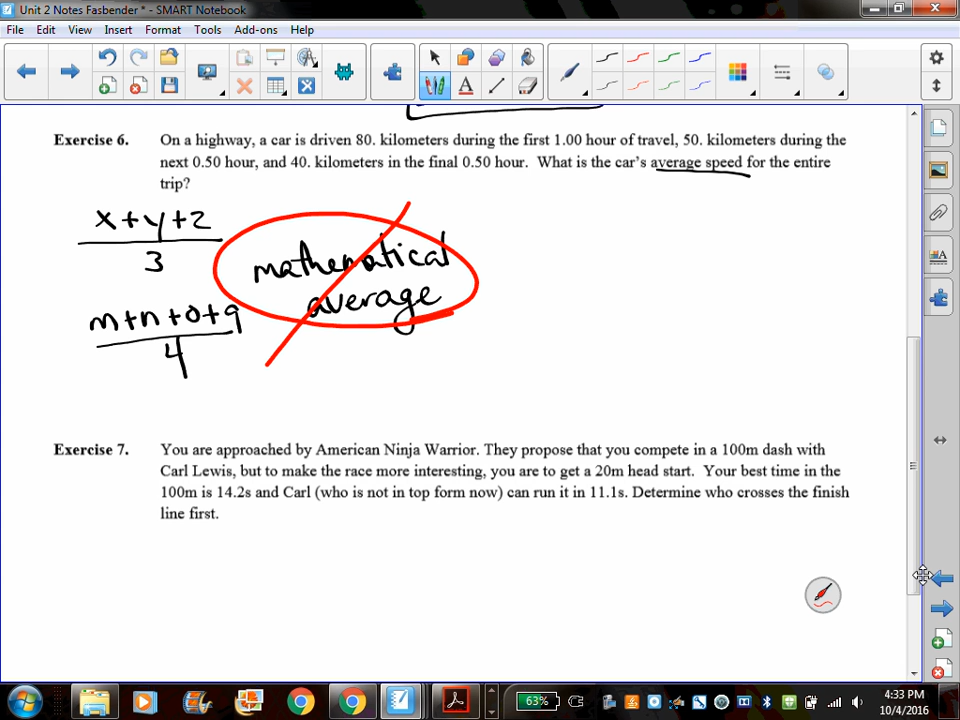 Unit 2 Notes Fasbender * - SMART Notebook
File Edit View Insert Format Tools Add-ons Help
Exercise 6. On a highway, a car is driven 80. kilometers during the first 1.00 hour of travel, 50. kilometers during the
next 0.50 hour, and 40. kilometers in the final 0.50 hour. What is the car's average speed for the entire
trip?
x+y+2
3
mathematical
average
m+n+o+q
4
Exercise 7. You are approached by American Ninja Warrior. They propose that you compete in a 100m dash with
Carl Lewis, but to make the race more interesting, you are to get a 20m head start. Your best time in the
100m is 14.2s and Carl (who is not in top form now) can run it in 11.1s. Determine who crosses the finish
line first.
63%
4:33 PM
10/4/2016